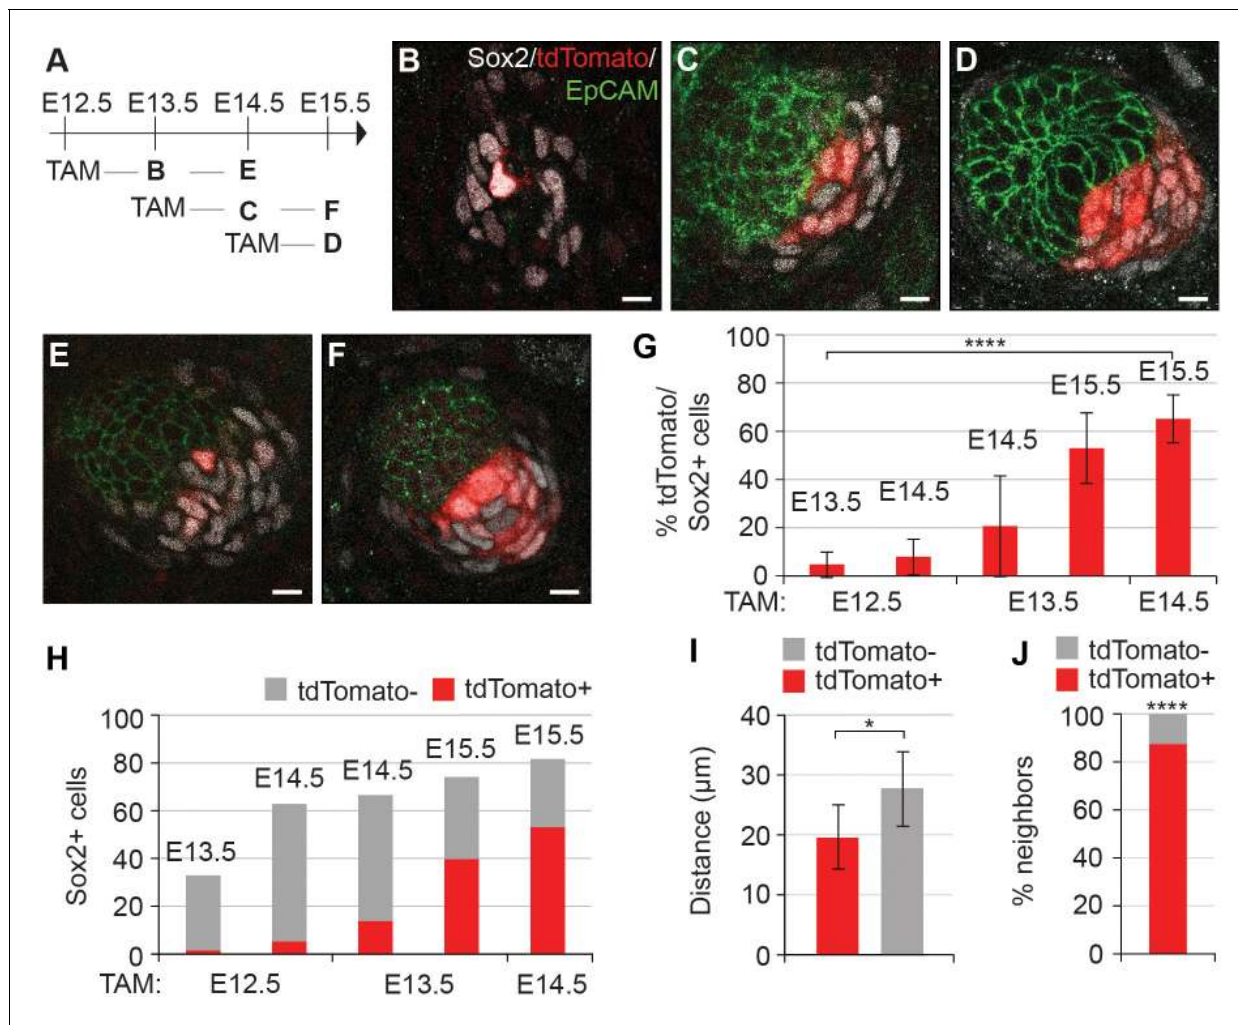 A
E12.5 E13.5 E14.5 E15.5
TAM B E
TAM C F
TAM D
B Sox2/tdTomato/
EpCAM
C
D
E
F
G
% tdTomato/
Sox2+ cells
100
80
60
40
20
0
****
E13.5
E14.5
E14.5
E15.5
E15.5
TAM: E12.5 E13.5 E14.5
H
tdTomato- tdTomato+
Sox2+ cells
100
80
60
40
20
0
E13.5
E14.5
E14.5
E15.5
E15.5
TAM: E12.5 E13.5 E14.5
I
tdTomato-
tdTomato+
Distance (µm)
40
30
20
10
0
*
J
tdTomato-
tdTomato+
****
% neighbors
100
80
60
40
20
0